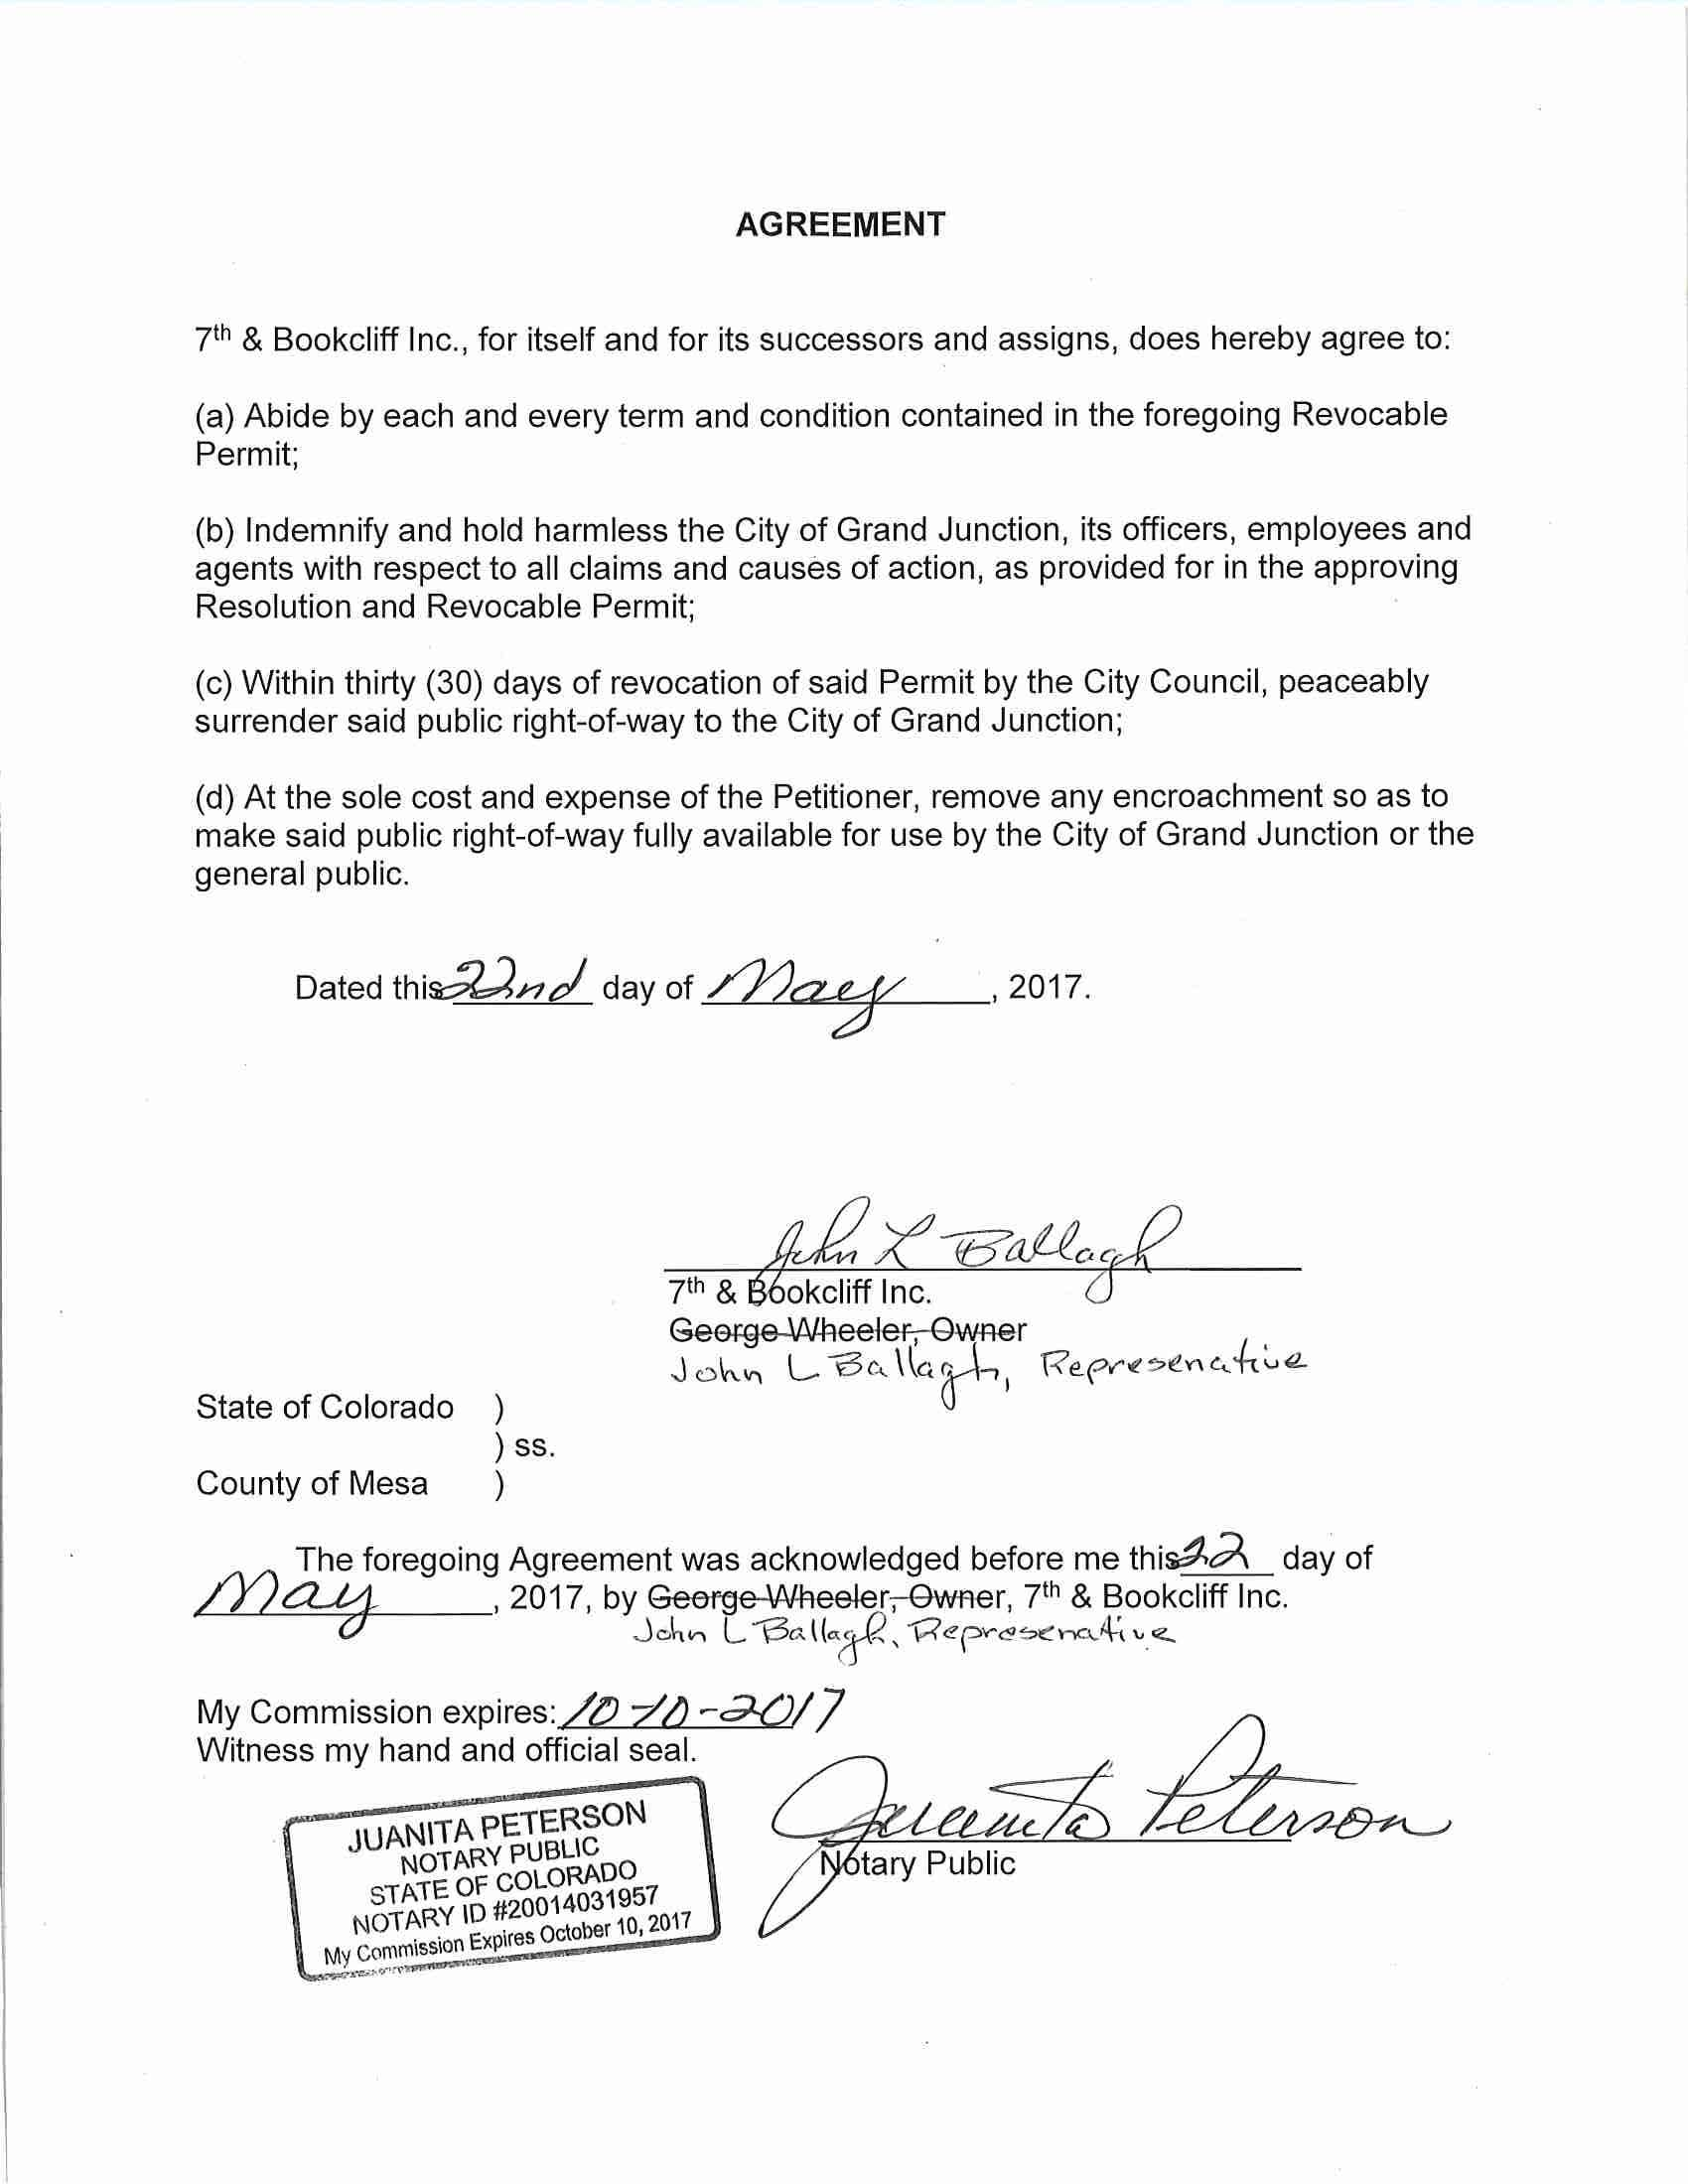 AGREEMENT
7th & Bookcliff Inc., for itself and for its successors and assigns, does hereby agree to:
(a) Abide by each and every term and condition contained in the foregoing Revocable
Permit;
(b) Indemnify and hold harmless the City of Grand Junction, its officers, employees and
agents with respect to all claims and causes of action, as provided for in the approving
Resolution and Revocable Permit;
(c) Within thirty (30) days of revocation of said Permit by the City Council, peaceably
surrender said public right-of-way to the City of Grand Junction;
(d) At the sole cost and expense of the Petitioner, remove any encroachment so as to
make said public right-of-way fully available for use by the City of Grand Junction or the
general public.
Dated this 22nd day of May, 2017.
John L Ballagh
7th & Bookcliff Inc.
George Wheeler, Owner
John L Ballagh, Represenative
State of Colorado )
) ss.
County of Mesa )
The foregoing Agreement was acknowledged before me this 22 day of
May, 2017, by George Wheeler, Owner, 7th & Bookcliff Inc.
John L Ballagh, Represenative
My Commission expires: 10-10-2017
Witness my hand and official seal.
Juanita Peterson
Notary Public
JUANITA PETERSON
NOTARY PUBLIC
STATE OF COLORADO
NOTARY ID #20014031957
My Commission Expires October 10, 2017